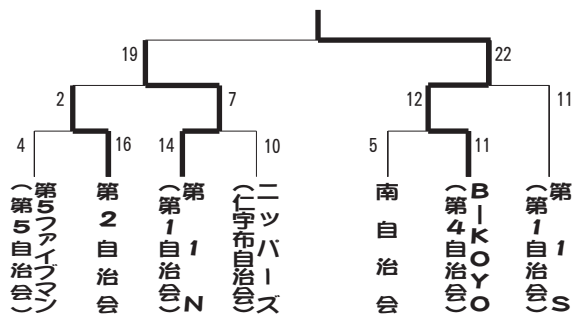 19
22
2
7
12
11
4
16
14
10
5
11
第5ファイブマン
（第5自治会）
第2自治会
第1N
（第1自治会）
ニッパーズ
（仁宇布自治会）
南自治会
B-KOYO
（第4自治会）
第1S
（第1自治会）